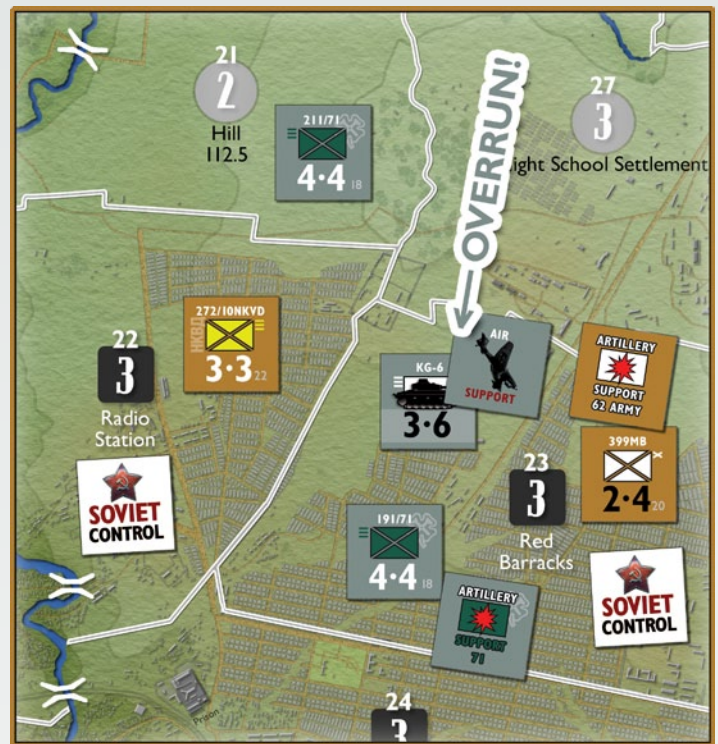 21
2
Hill
112.5
211/71
4·4 18
OVERRUN!
27
3
ight School Settlement
272/10NKVD
НКВД
3·3 22
22
3
Radio
Station
SOVIET
CONTROL
AIR
SUPPORT
KG-6
3·6
ARTILLERY
SUPPORT
62 ARMY
399MB
X
2·4 20
23
3
Red
Barracks
191/71
4·4 18
ARTILLERY
SUPPORT
71
SOVIET
CONTROL
Prison
24
3